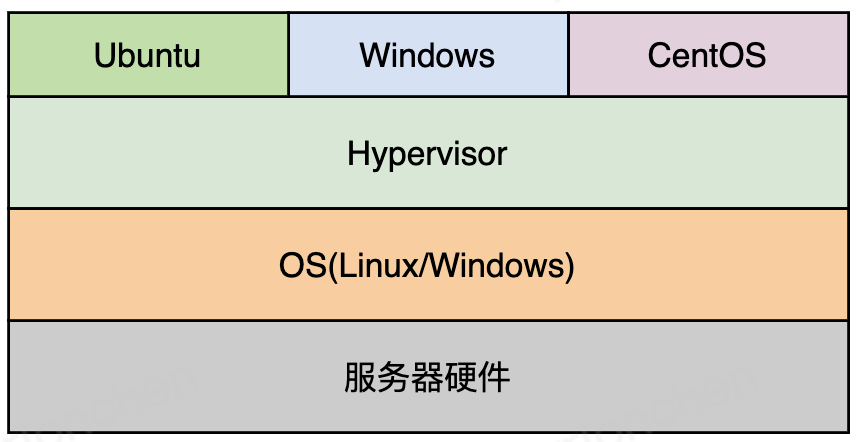 Ubuntu Windows CentOS
Hypervisor
OS(Linux/Windows)
服务器硬件